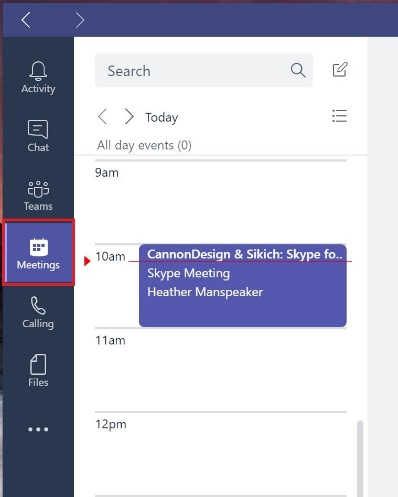 Search
Activity
Today
Chat
All day events (0)
9am
Teams
10am
CannonDesign & Sikich: Skype fo..
Skype Meeting
Heather Manspeaker
Meetings
Calling
11am
Files
12pm